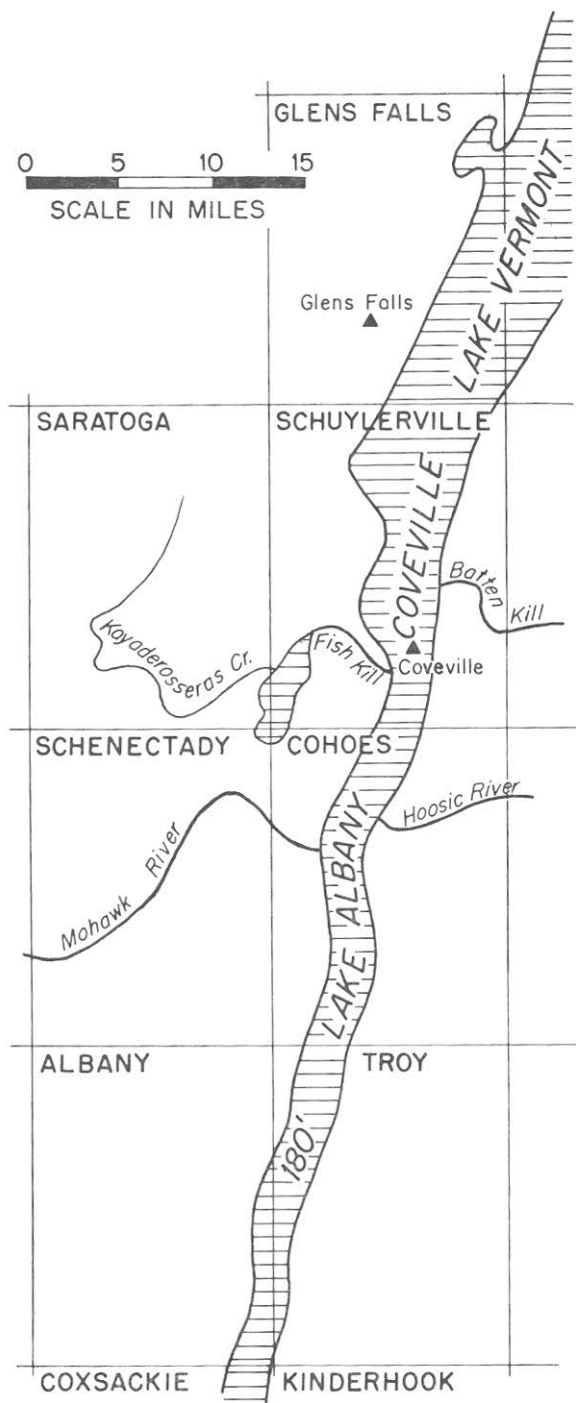 GLENS FALLS
0 5 10 15
SCALE IN MILES
LAKE VERMONT
Glens Falls
SARATOGA
SCHUYLERVILLE
COVEVILLE
Batten Kill
Kayaderosseras Cr.
Fish Kill
Coveville
SCHENECTADY
COHOES
Hoosic River
Mohawk River
LAKE ALBANY
ALBANY
TROY
180'
COXSACKIE
KINDERHOOK